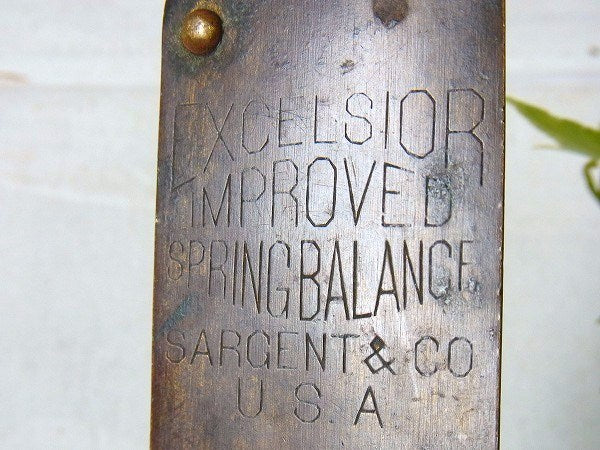 EXCELSIOR
IMPROVED
SPRING BALANCE
SARGENT & CO
U.S.A